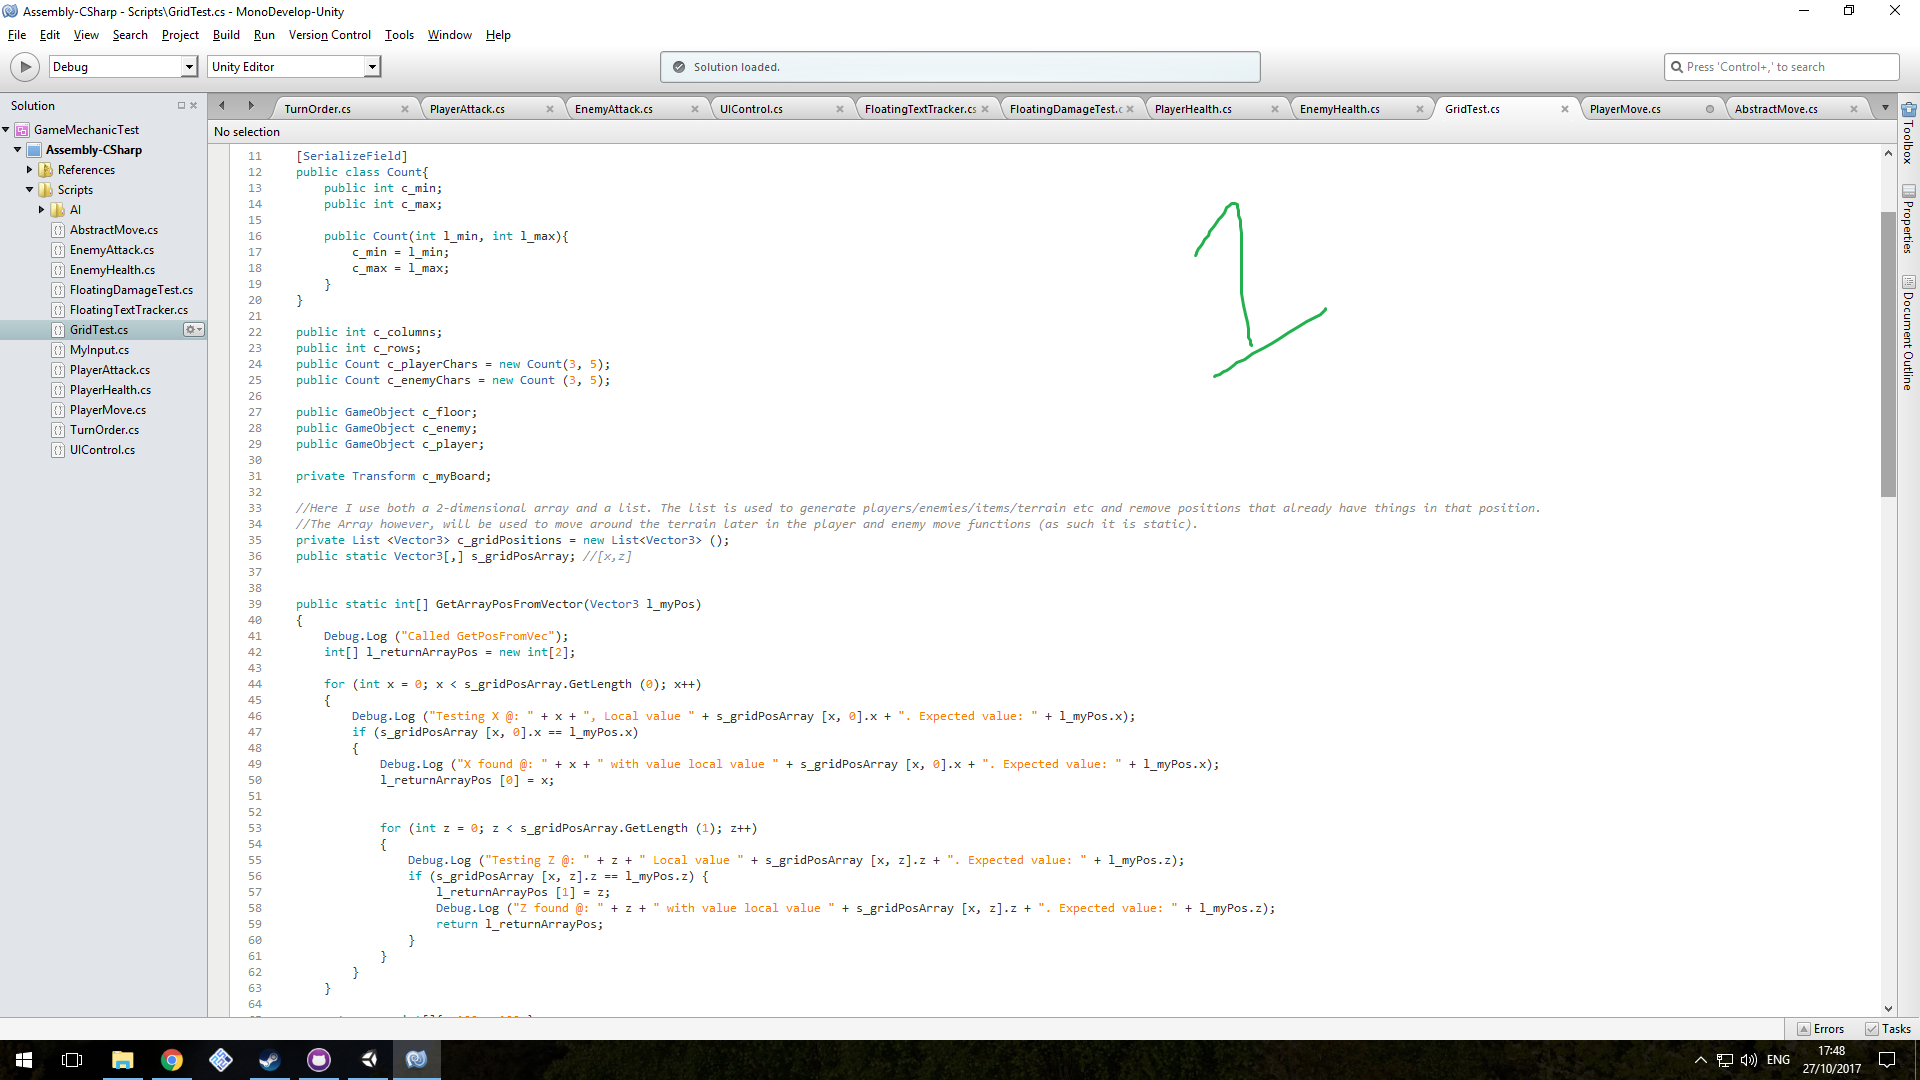 Assembly-CSharp - Scripts\GridTest.cs - MonoDevelop-Unity
File Edit View Search Project Build Run Version Control Tools Window Help
Debug Unity Editor Solution loaded. Press 'Control+,' to search
Solution
GameMechanicTest
Assembly-CSharp
References
Scripts
AI
AbstractMove.cs
EnemyAttack.cs
EnemyHealth.cs
FloatingDamageTest.cs
FloatingTextTracker.cs
GridTest.cs
MyInput.cs
PlayerAttack.cs
PlayerHealth.cs
PlayerMove.cs
TurnOrder.cs
UIControl.cs
TurnOrder.cs PlayerAttack.cs EnemyAttack.cs UIControl.cs FloatingTextTracker.cs FloatingDamageTest.c PlayerHealth.cs EnemyHealth.cs GridTest.cs PlayerMove.cs AbstractMove.cs
No selection
11 [SerializeField]
12 public class Count{
13 public int c_min;
14 public int c_max;
15
16 public Count(int l_min, int l_max){
17 c_min = l_min;
18 c_max = l_max;
19 }
20 }
21
22 public int c_columns;
23 public int c_rows;
24 public Count c_playerChars = new Count(3, 5);
25 public Count c_enemyChars = new Count (3, 5);
26
27 public GameObject c_floor;
28 public GameObject c_enemy;
29 public GameObject c_player;
30
31 private Transform c_myBoard;
32
33 //Here I use both a 2-dimensional array and a list. The list is used to generate players/enemies/items/terrain etc and remove positions that already have things in that position.
34 //The Array however, will be used to move around the terrain later in the player and enemy move functions (as such it is static).
35 private List <Vector3> c_gridPositions = new List<Vector3> ();
36 public static Vector3[,] s_gridPosArray; //[x,z]
37
38
39 public static int[] GetArrayPosFromVector(Vector3 l_myPos)
40 {
41 Debug.Log ("Called GetPosFromVec");
42 int[] l_returnArrayPos = new int[2];
43
44 for (int x = 0; x < s_gridPosArray.GetLength (0); x++)
45 {
46 Debug.Log ("Testing X @: " + x + ", Local value " + s_gridPosArray [x, 0].x + ". Expected value: " + l_myPos.x);
47 if (s_gridPosArray [x, 0].x == l_myPos.x)
48 {
49 Debug.Log ("X found @: " + x + " with value local value " + s_gridPosArray [x, 0].x + ". Expected value: " + l_myPos.x);
50 l_returnArrayPos [0] = x;
51
52
53 for (int z = 0; z < s_gridPosArray.GetLength (1); z++)
54 {
55 Debug.Log ("Testing Z @: " + z + " Local value " + s_gridPosArray [x, z].z + ". Expected value: " + l_myPos.z);
56 if (s_gridPosArray [x, z].z == l_myPos.z) {
57 l_returnArrayPos [1] = z;
58 Debug.Log ("Z found @: " + z + " with value local value " + s_gridPosArray [x, z].z + ". Expected value: " + l_myPos.z);
59 return l_returnArrayPos;
60 }
61 }
62 }
63 }
64
1
Toolbox
Properties
Document Outline
Errors Tasks
ENG
17:48
27/10/2017